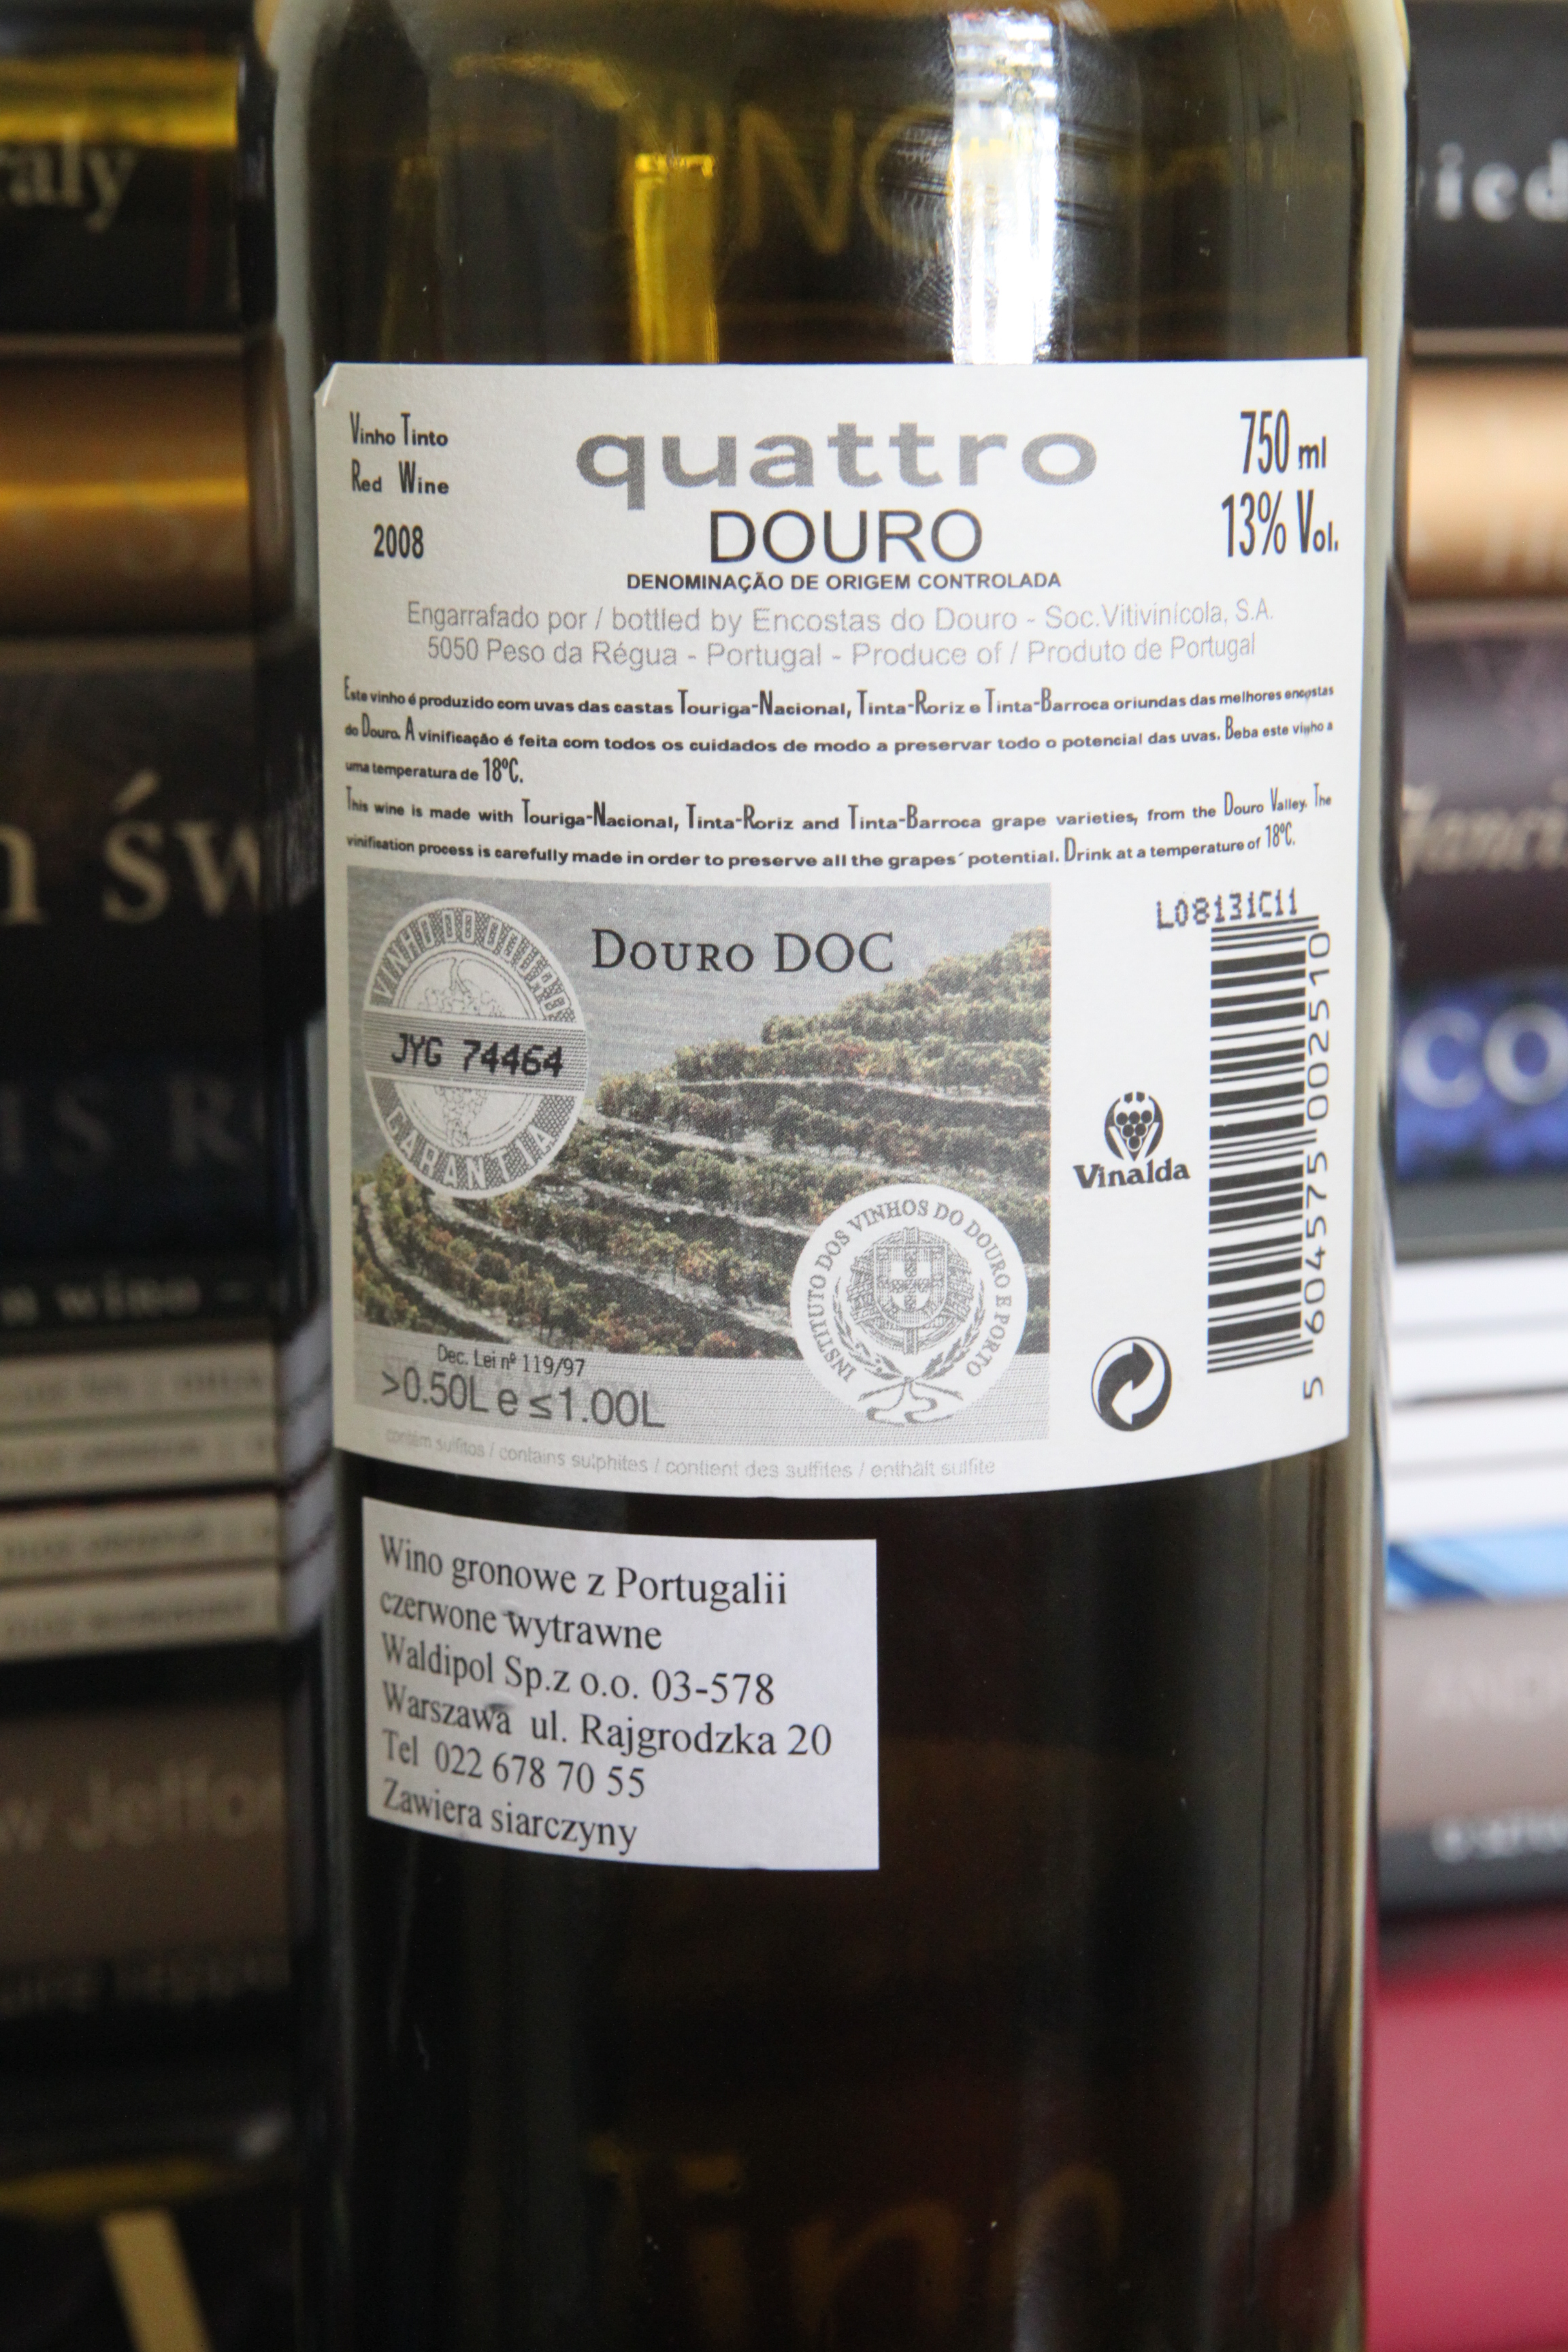 Vinho Tinto
Red Wine
2008
quattro
DOURO
DENOMINAÇÃO DE ORIGEM CONTROLADA
750 ml
13% Vol.
Engarrafado por / bottled by Encostas do Douro - Soc.Vitivinícola, S.A.
5050 Peso da Régua - Portugal - Produce of / Produto de Portugal
Este vinho é produzido com uvas das castas Touriga-Nacional, Tinta-Roriz e Tinta-Barroca oriundas das melhores encostas
do Douro. A vinificação é feita com todos os cuidados de modo a preservar todo o potencial das uvas. Beba este vinho a
uma temperatura de 18ºC.
This wine is made with Touriga-Nacional, Tinta-Roriz and Tinta-Barroca grape varieties, from the Douro Valley. The
vinification process is carefully made in order to preserve all the grapes´ potential. Drink at a temperature of 18ºC.
DOURO DOC
VINHO DO DOURO
JYG 74464
GARANTIA
L08131C11
5 604575 002510
Vinalda
INSTITUTO DOS VINHOS DO DOURO E PORTO
Dec. Lei nº 119/97
>0.50L e ≤1.00L
contém sulfitos / contains sulphites / contient des sulfites / enthält sulfite
Wino gronowe z Portugalii
czerwone wytrawne
Waldipol Sp.z o.o. 03-578
Warszawa ul. Rajgrodzka 20
Tel 022 678 70 55
Zawiera siarczyny
raly
św
wino
CO